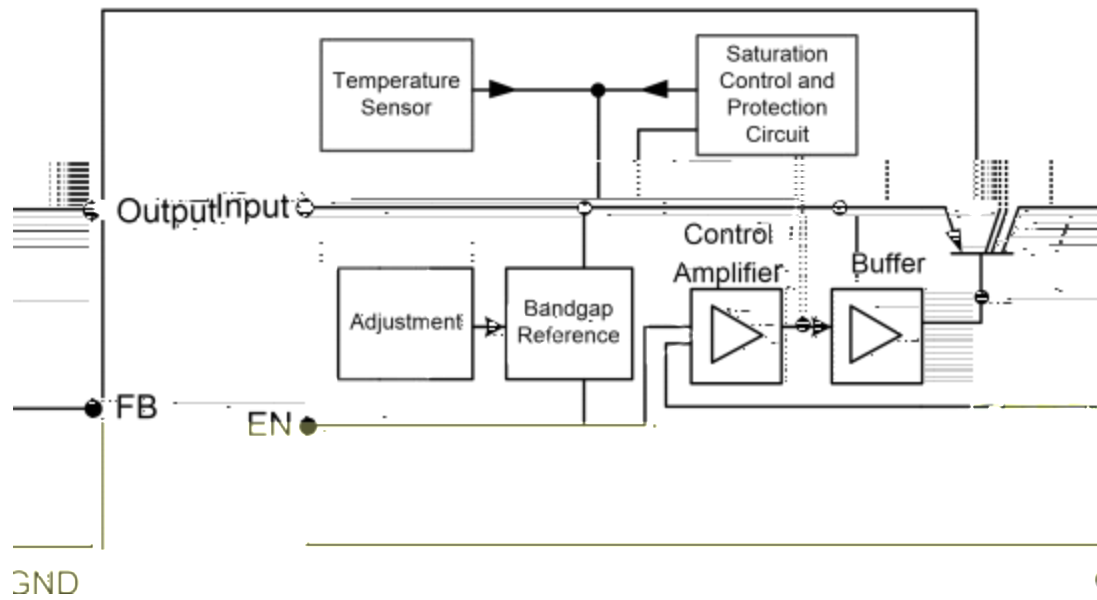 Temperature
Sensor
Saturation
Control and
Protection
Circuit
Output
Input
Control
Amplifier
Buffer
Adjustment
Bandgap
Reference
FB
EN
GND